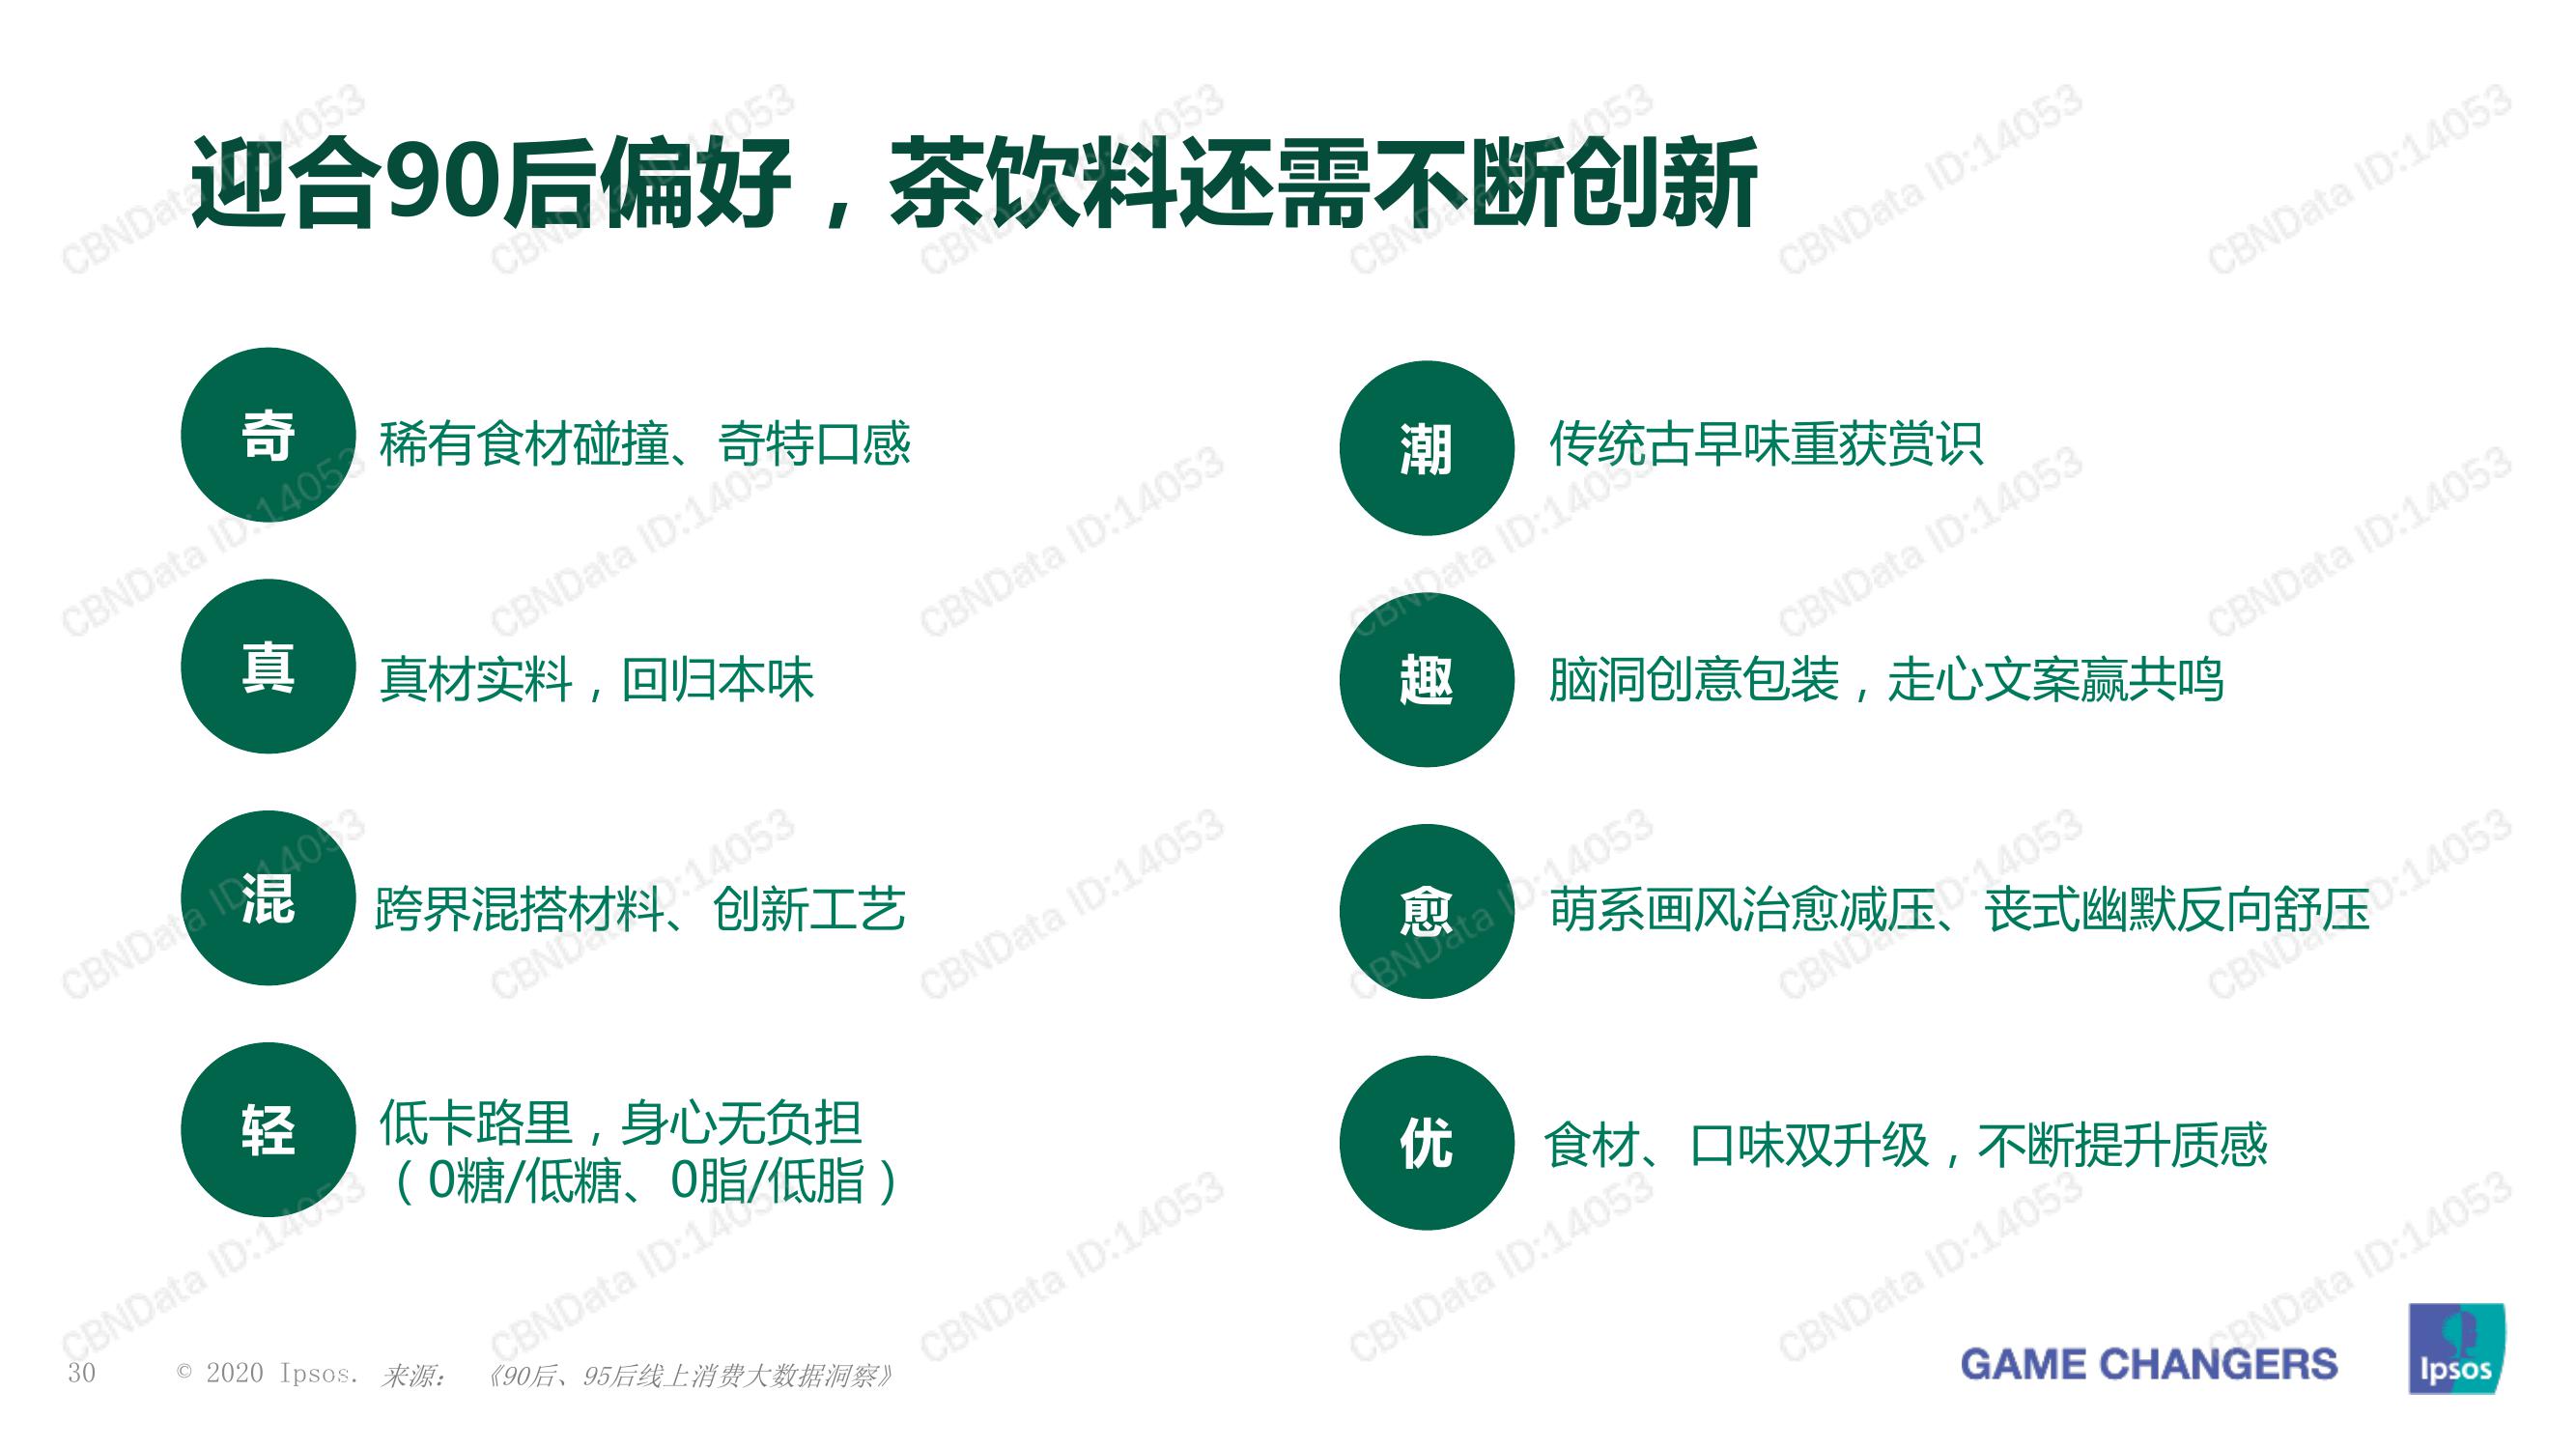 迎合90后偏好，茶饮料还需不断创新
奇
稀有食材碰撞、奇特口感
真
真材实料，回归本味
混
跨界混搭材料、创新工艺
轻
低卡路里，身心无负担
（0糖/低糖、0脂/低脂）
潮
传统古早味重获赏识
趣
脑洞创意包装，走心文案赢共鸣
愈
萌系画风治愈减压、丧式幽默反向舒压
优
食材、口味双升级，不断提升质感
30 © 2020 Ipsos. 来源： 《90后、95后线上消费大数据洞察》
GAME CHANGERS
Ipsos
CBNData ID:14053